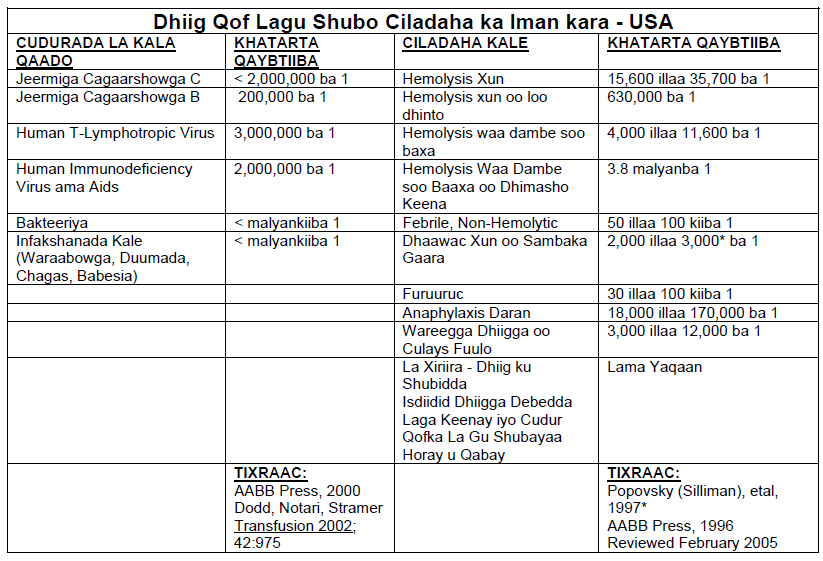 Dhiig Qof Lagu Shubo Ciladaha ka Iman kara - USA
CUDURADA LA KALA
QAADO
KHATARTA
QAYBTIIBA
CILADAHA KALE
KHATARTA QAYBTIIBA
Jeermiga Cagaarshowga C
< 2,000,000 ba 1
Hemolysis Xun
15,600 illaa 35,700 ba 1
Jeermiga Cagaarshowga B
200,000 ba 1
Hemolysis xun oo loo
dhinto
630,000 ba 1
Human T-Lymphotropic Virus
3,000,000 ba 1
Hemolysis waa dambe soo
baxa
4,000 illaa 11,600 ba 1
Human Immunodeficiency
Virus ama Aids
2,000,000 ba 1
Hemolysis Waa Dambe
soo Baaxa oo Dhimasho
Keena
3.8 malyanba 1
Bakteeriya
< malyankiiba 1
Febrile, Non-Hemolytic
50 illaa 100 kiiba 1
Infakshanada Kale
(Waraabowga, Duumada,
Chagas, Babesia)
< malyankiiba 1
Dhaawac Xun oo Sambaka
Gaara
2,000 illaa 3,000* ba 1
Furuuruc
30 illaa 100 kiiba 1
Anaphylaxis Daran
18,000 illaa 170,000 ba 1
Wareegga Dhiigga oo
Culays Fuulo
3,000 illaa 12,000 ba 1
La Xiriira - Dhiig ku
Shubidda
Isdiidid Dhiigga Debedda
Laga Keenay iyo Cudur
Qofka La Gu Shubayaa
Horay u Qabay
Lama Yaqaan
TIXRAAC:
AABB Press, 2000
Dodd, Notari, Stramer
Transfusion 2002;
42:975
TIXRAAC:
Popovsky (Silliman), etal,
1997*
AABB Press, 1996
Reviewed February 2005